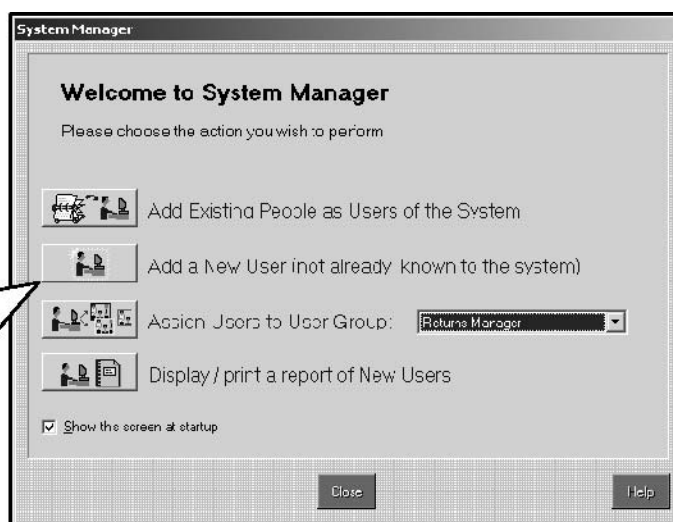 System Manager
Welcome to System Manager
Please choose the action you wish to perform
Add Existing People as Users of the System
Add a New User (not already known to the system)
Assign Users to User Group:
Returns Manager
Display / print a report of New Users
Show this screen at startup
Close
Help